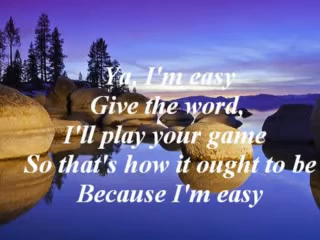 Ya, I'm easy
Give the word,
I'll play your game
So that's how it ought to be
Because I'm easy